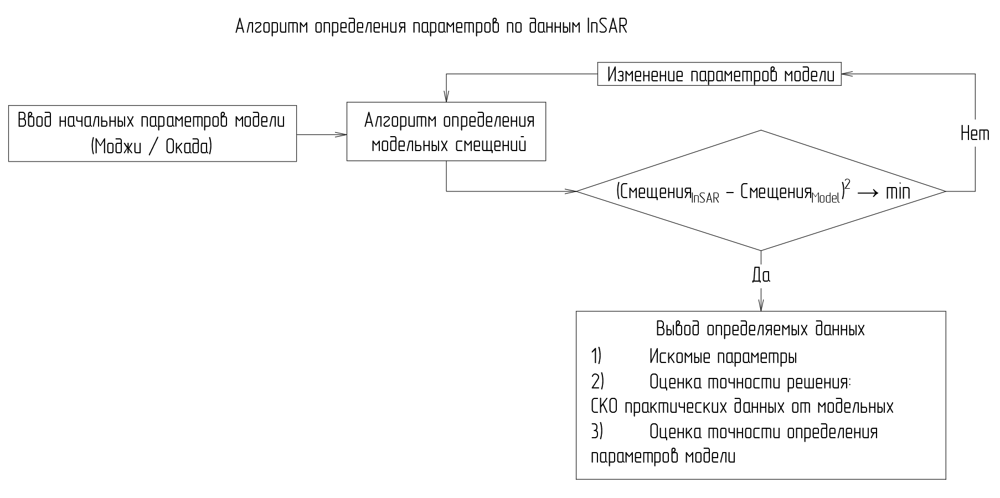 Алгоритм определения параметров по данным InSAR
Изменение параметров модели
Ввод начальных параметров модели
(Моджи / Окада)
Алгоритм определения
модельных смещений
Нет
(Смещения_InSAR – Смещения_Model)² → min
Да
Вывод определяемых данных
1) Искомые параметры
2) Оценка точности решения:
СКО практических данных от модельных
3) Оценка точности определения
параметров модели